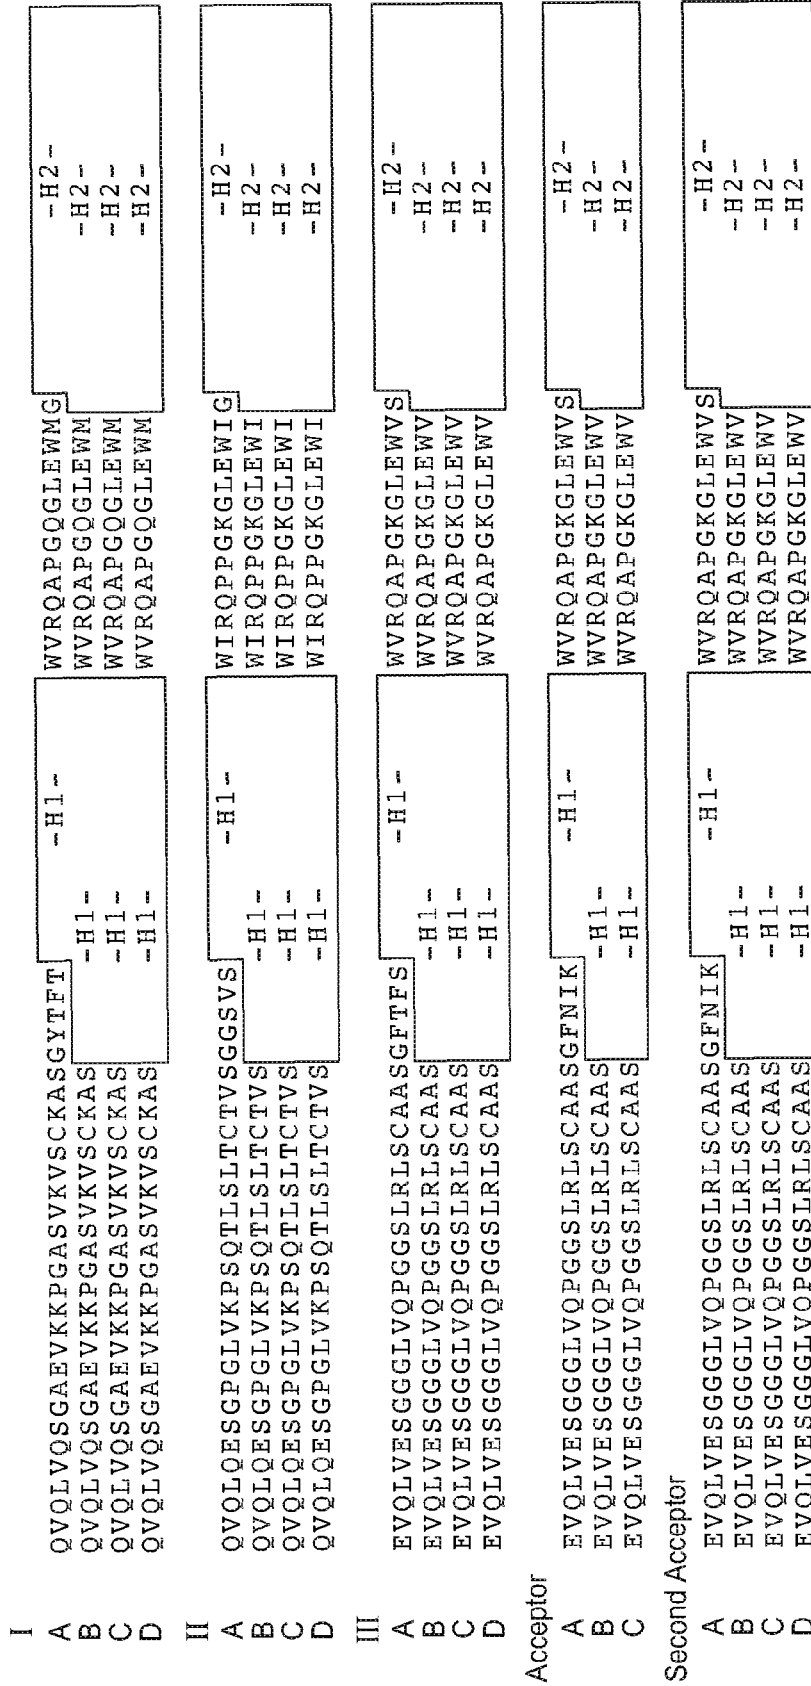 I
A QVQLVQSGAEVKKPGASVKVSCKASGYTFT -H1- WVRQAPGQGLEWMG -H2-
B QVQLVQSGAEVKKPGASVKVSCKAS -H1- WVRQAPGQGLEWM -H2-
C QVQLVQSGAEVKKPGASVKVSCKAS -H1- WVRQAPGQGLEWM -H2-
D QVQLVQSGAEVKKPGASVKVSCKAS -H1- WVRQAPGQGLEWM -H2-
II
A QVQLQESGPGLVKPSQTLSLTCTVSGGSVS -H1- WIRQPPGKGLEWIG -H2-
B QVQLQESGPGLVKPSQTLSLTCTVS -H1- WIRQPPGKGLEWI -H2-
C QVQLQESGPGLVKPSQTLSLTCTVS -H1- WIRQPPGKGLEWI -H2-
D QVQLQESGPGLVKPSQTLSLTCTVS -H1- WIRQPPGKGLEWI -H2-
III
A EVQLVESGGGLVQPGGSLRLSCAASGFTFS -H1- WVRQAPGKGLEWVS -H2-
B EVQLVESGGGLVQPGGSLRLSCAAS -H1- WVRQAPGKGLEWV -H2-
C EVQLVESGGGLVQPGGSLRLSCAAS -H1- WVRQAPGKGLEWV -H2-
D EVQLVESGGGLVQPGGSLRLSCAAS -H1- WVRQAPGKGLEWV -H2-
Acceptor
A EVQLVESGGGLVQPGGSLRLSCAASGFNIK -H1- WVRQAPGKGLEWVS -H2-
B EVQLVESGGGLVQPGGSLRLSCAAS -H1- WVRQAPGKGLEWV -H2-
C EVQLVESGGGLVQPGGSLRLSCAAS -H1- WVRQAPGKGLEWV -H2-
Second Acceptor
A EVQLVESGGGLVQPGGSLRLSCAASGFNIK -H1- WVRQAPGKGLEWVS -H2-
B EVQLVESGGGLVQPGGSLRLSCAAS -H1- WVRQAPGKGLEWV -H2-
C EVQLVESGGGLVQPGGSLRLSCAAS -H1- WVRQAPGKGLEWV -H2-
D EVQLVESGGGLVQPGGSLRLSCAAS -H1- WVRQAPGKGLEWV -H2-